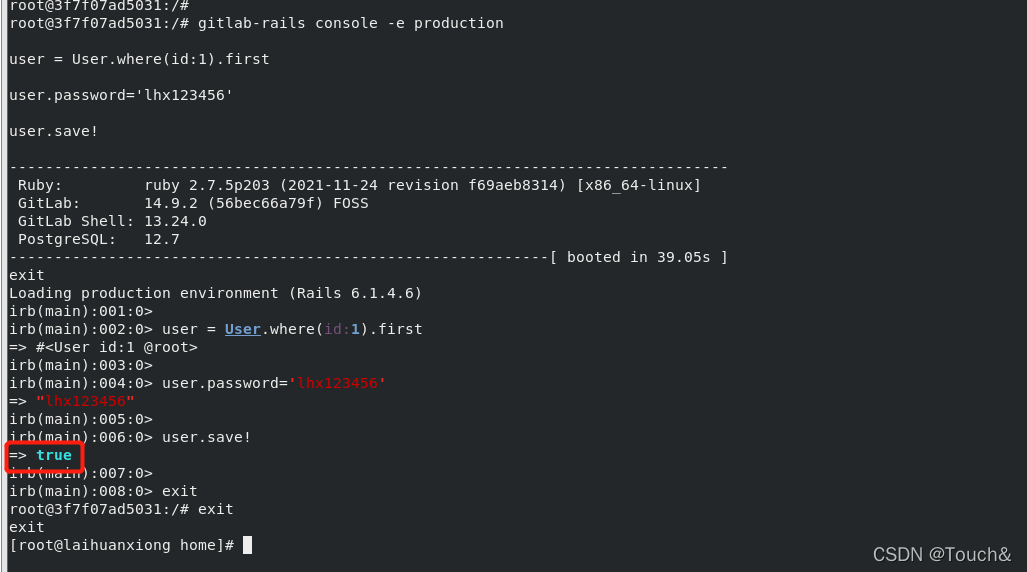 root@3f7f07ad5031:/#
root@3f7f07ad5031:/# gitlab-rails console -e production
user = User.where(id:1).first
user.password='lhx123456'
user.save!
--------------------------------------------------------------------------------
Ruby:         ruby 2.7.5p203 (2021-11-24 revision f69aeb8314) [x86_64-linux]
GitLab:       14.9.2 (56bec66a79f) FOSS
GitLab Shell: 13.24.0
PostgreSQL:   12.7
------------------------------------------------------------[ booted in 39.05s ]
exit
Loading production environment (Rails 6.1.4.6)
irb(main):001:0>
irb(main):002:0> user = User.where(id:1).first
=> #<User id:1 @root>
irb(main):003:0>
irb(main):004:0> user.password='lhx123456'
=> "lhx123456"
irb(main):005:0>
irb(main):006:0> user.save!
=> true
irb(main):007:0>
irb(main):008:0> exit
root@3f7f07ad5031:/# exit
exit
[root@laihuanxiong home]#
CSDN @Touch&